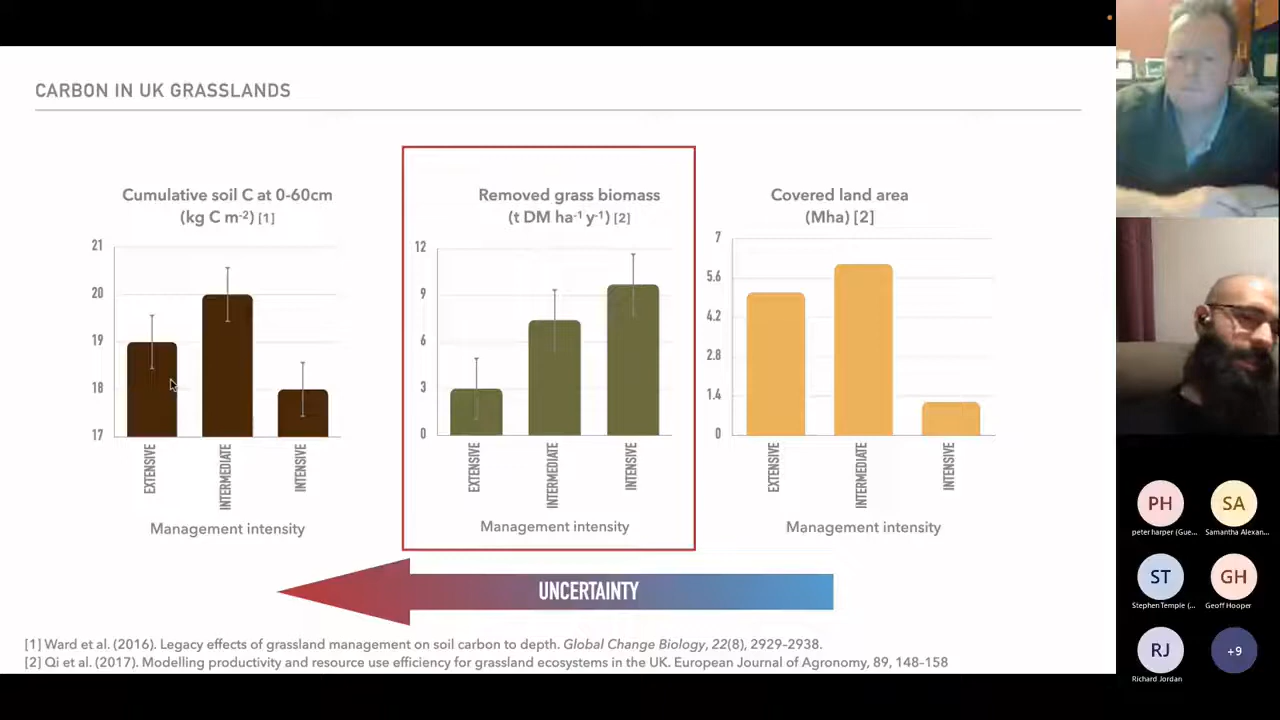 CARBON IN UK GRASSLANDS
Cumulative soil C at 0-60cm
(kg C m-2) [1]
21
20
19
18
17
EXTENSIVE
INTERMEDIATE
INTENSIVE
Management intensity
Removed grass biomass
(t DM ha-1 y-1) [2]
12
9
6
3
0
EXTENSIVE
INTERMEDIATE
INTENSIVE
Management intensity
Covered land area
(Mha) [2]
7
5.6
4.2
2.8
1.4
0
EXTENSIVE
INTERMEDIATE
INTENSIVE
Management intensity
UNCERTAINTY
[1] Ward et al. (2016). Legacy effects of grassland management on soil carbon to depth. Global Change Biology, 22(8), 2929–2938.
[2] Qi et al. (2017). Modelling productivity and resource use efficiency for grassland ecosystems in the UK. European Journal of Agronomy, 89, 148–158
PH
peter harper (Gue...
SA
Samantha Alexan...
ST
Stephen Temple (...
GH
Geoff Hooper
RJ
Richard Jordan
+9